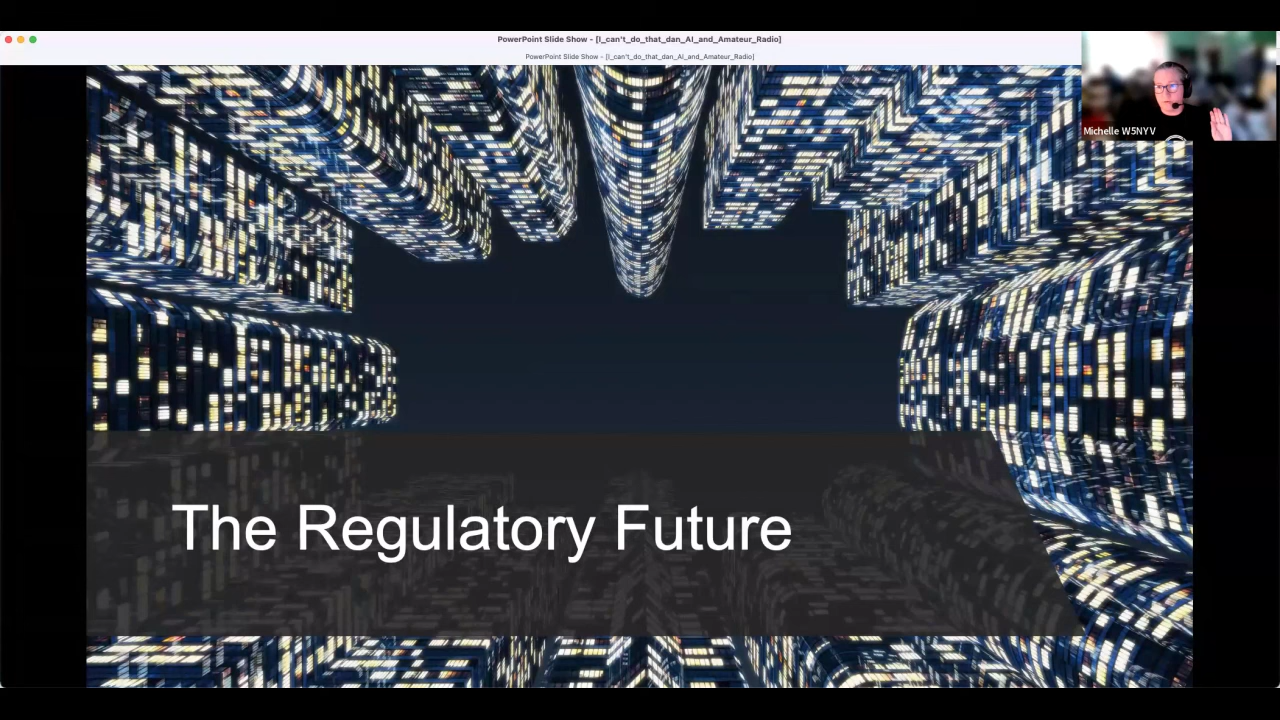 PowerPoint Slide Show - [I_can't_do_that_dan_AI_and_Amateur_Radio]
PowerPoint Slide Show - [I_can't_do_that_dan_AI_and_Amateur_Radio]
Michelle W5NYV
The Regulatory Future